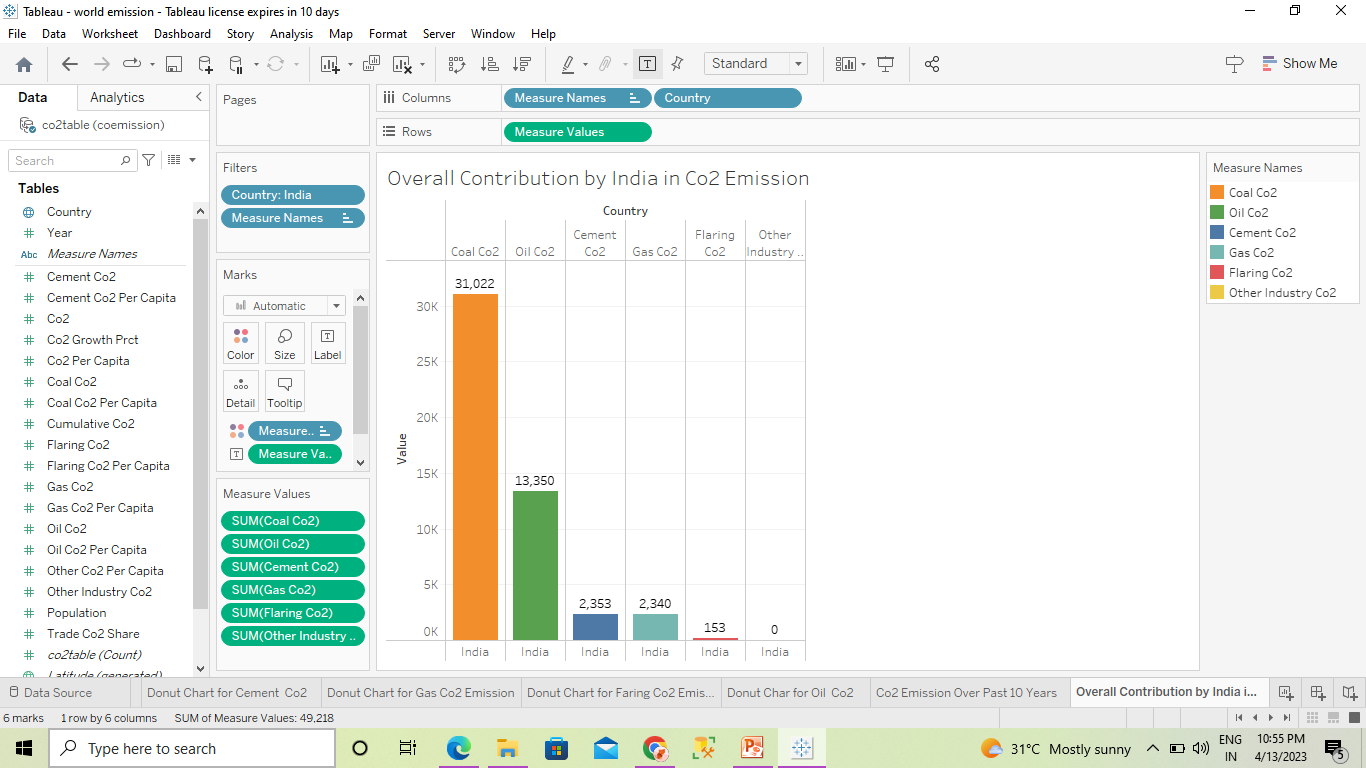 Tableau - world emission - Tableau license expires in 10 days
File Data Worksheet Dashboard Story Analysis Map Format Server Window Help
Standard
Show Me
Data Analytics
co2table (coemission)
Search
Tables
Country
Year
Abc Measure Names
Cement Co2
Cement Co2 Per Capita
Co2
Co2 Growth Prct
Co2 Per Capita
Coal Co2
Coal Co2 Per Capita
Cumulative Co2
Flaring Co2
Flaring Co2 Per Capita
Gas Co2
Gas Co2 Per Capita
Oil Co2
Oil Co2 Per Capita
Other Co2 Per Capita
Other Industry Co2
Population
Trade Co2 Share
co2table (Count)
Latitude (generated)
Pages
Filters
Country: India
Measure Names
Marks
Automatic
Color Size Label
Detail Tooltip
Measure..
Measure Va..
Measure Values
SUM(Coal Co2)
SUM(Oil Co2)
SUM(Cement Co2)
SUM(Gas Co2)
SUM(Flaring Co2)
SUM(Other Industry ..
Columns Measure Names Country
Rows Measure Values
Overall Contribution by India in Co2 Emission
Country
Coal Co2 Oil Co2 Cement Co2 Gas Co2 Flaring Co2 Other Industry ..
Value
30K
25K
20K
15K
10K
5K
0K
31,022
13,350
2,353
2,340
153
0
India India India India India India
Measure Names
Coal Co2
Oil Co2
Cement Co2
Gas Co2
Flaring Co2
Other Industry Co2
Data Source Donut Chart for Cement Co2 Donut Chart for Gas Co2 Emission Donut Chart for Faring Co2 Emis... Donut Char for Oil Co2 Co2 Emission Over Past 10 Years Overall Contribution by India i...
6 marks 1 row by 6 columns SUM of Measure Values: 49,218
Type here to search
31°C Mostly sunny
ENG
IN
10:55 PM
4/13/2023
5